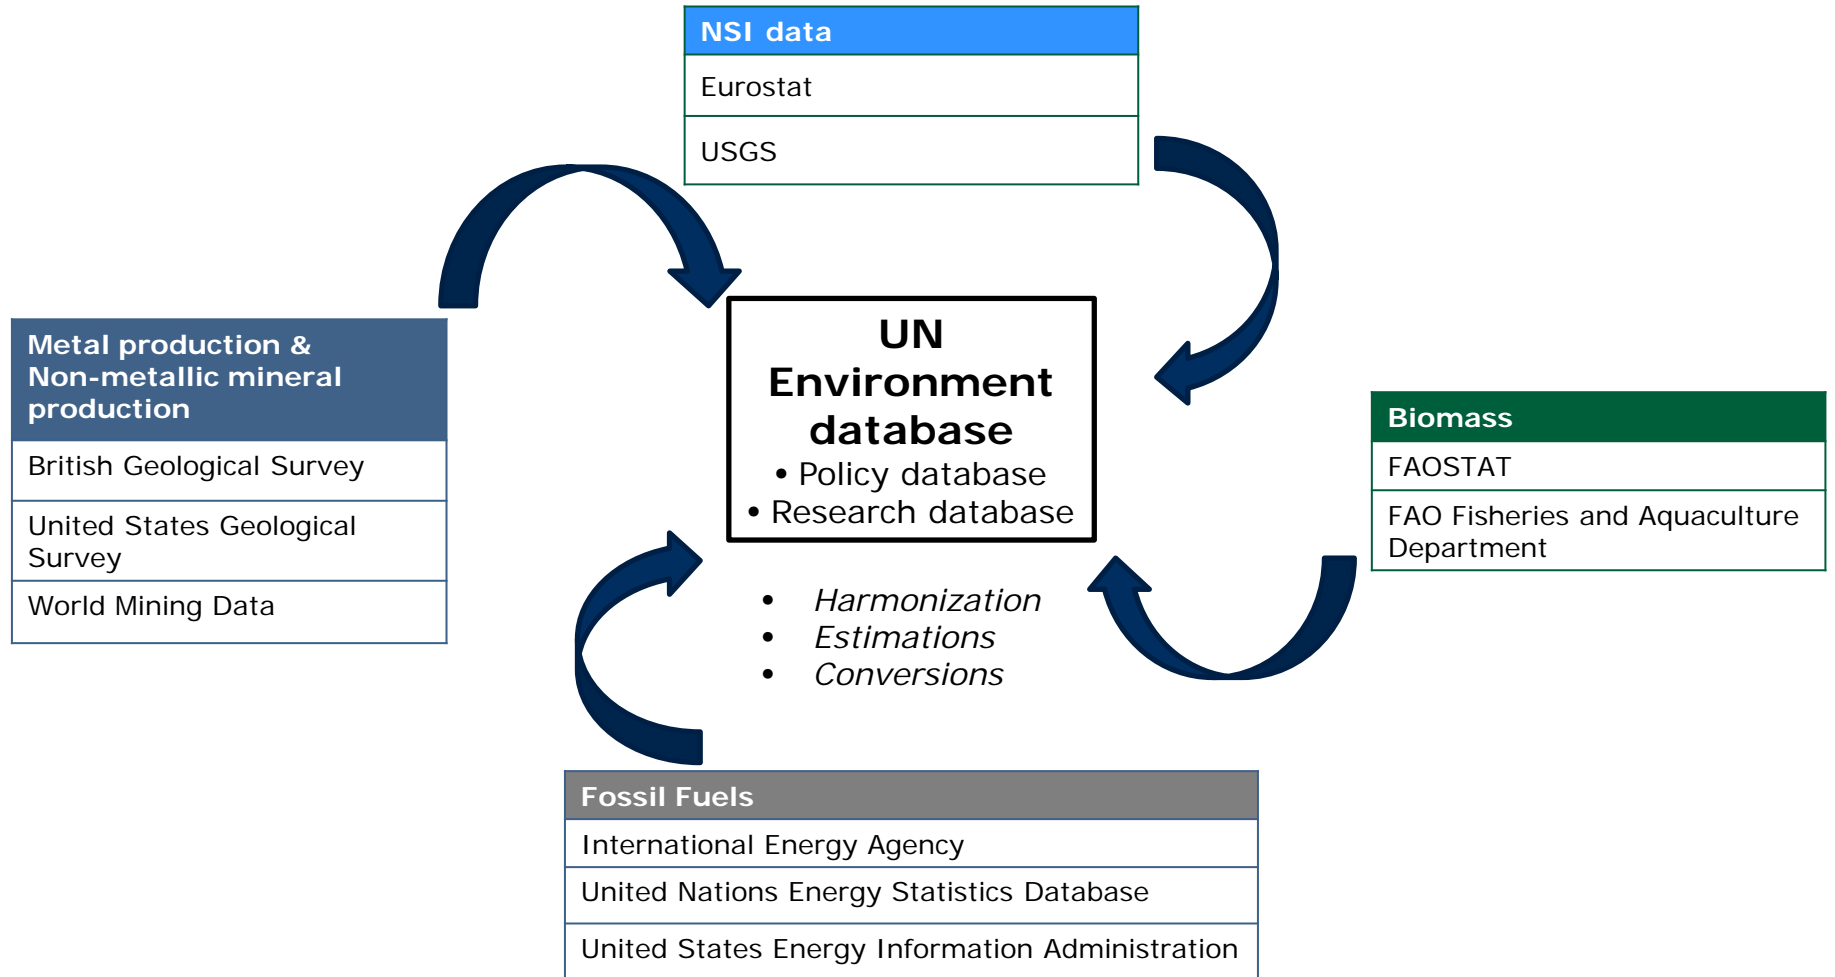 NSI data
Eurostat
USGS
Metal production &
Non-metallic mineral
production
British Geological Survey
United States Geological
Survey
World Mining Data
UN
Environment
database
• Policy database
• Research database
• Harmonization
• Estimations
• Conversions
Biomass
FAOSTAT
FAO Fisheries and Aquaculture
Department
Fossil Fuels
International Energy Agency
United Nations Energy Statistics Database
United States Energy Information Administration